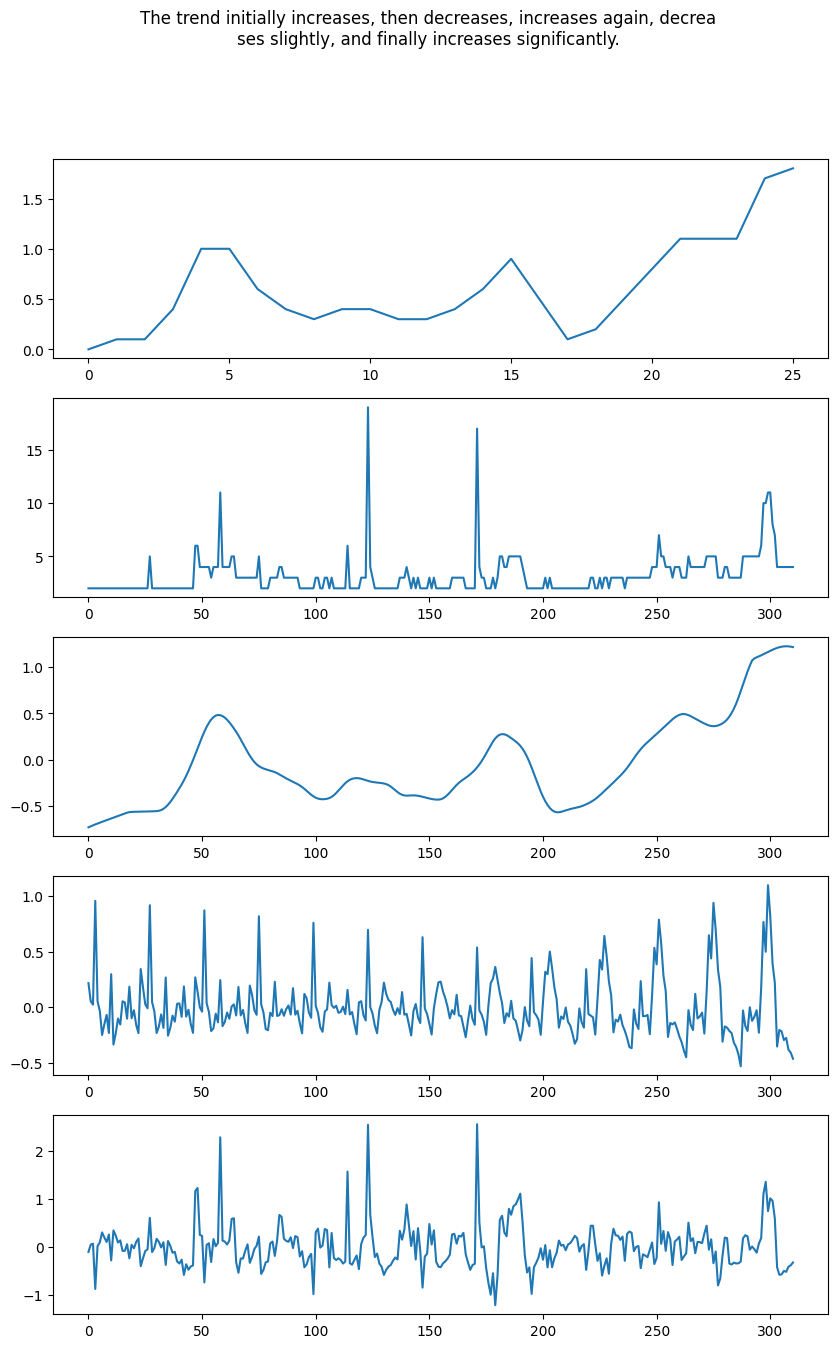 The trend initially increases, then decreases, increases again, decrea
ses slightly, and finally increases significantly.
1.5
1.0
0.5
0.0
0 5 10 15 20 25
15
10
5
0 50 100 150 200 250 300
1.0
0.5
0.0
−0.5
0 50 100 150 200 250 300
1.0
0.5
0.0
−0.5
0 50 100 150 200 250 300
2
1
0
−1
0 50 100 150 200 250 300